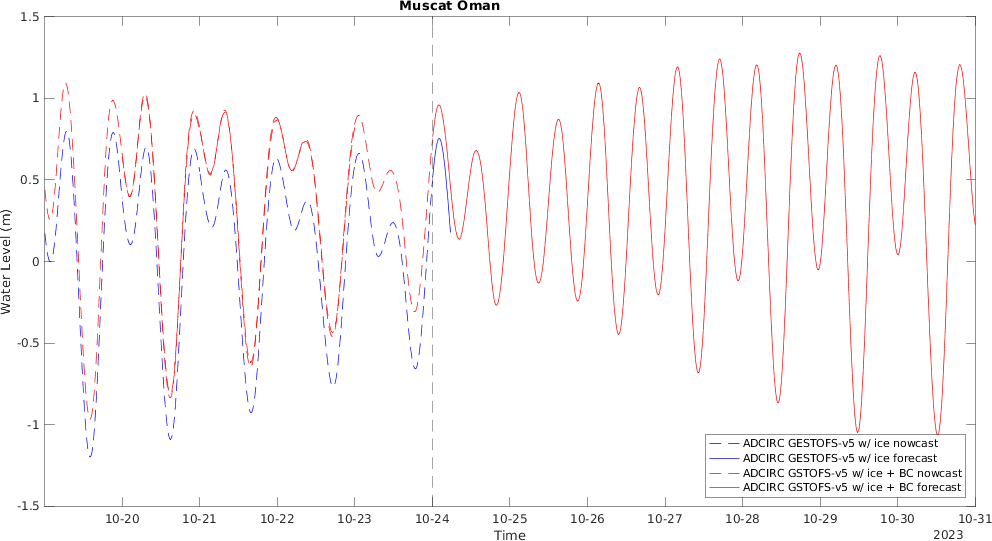 Muscat Oman
1.5
1
0.5
0
-0.5
-1
-1.5
Water Level (m)
10-20
10-21
10-22
10-23
10-24
10-25
10-26
10-27
10-28
10-29
10-30
10-31
Time
2023
ADCIRC GESTOFS-v5 w/ ice nowcast
ADCIRC GESTOFS-v5 w/ ice forecast
ADCIRC GSTOFS-v5 w/ ice + BC nowcast
ADCIRC GSTOFS-v5 w/ ice + BC forecast